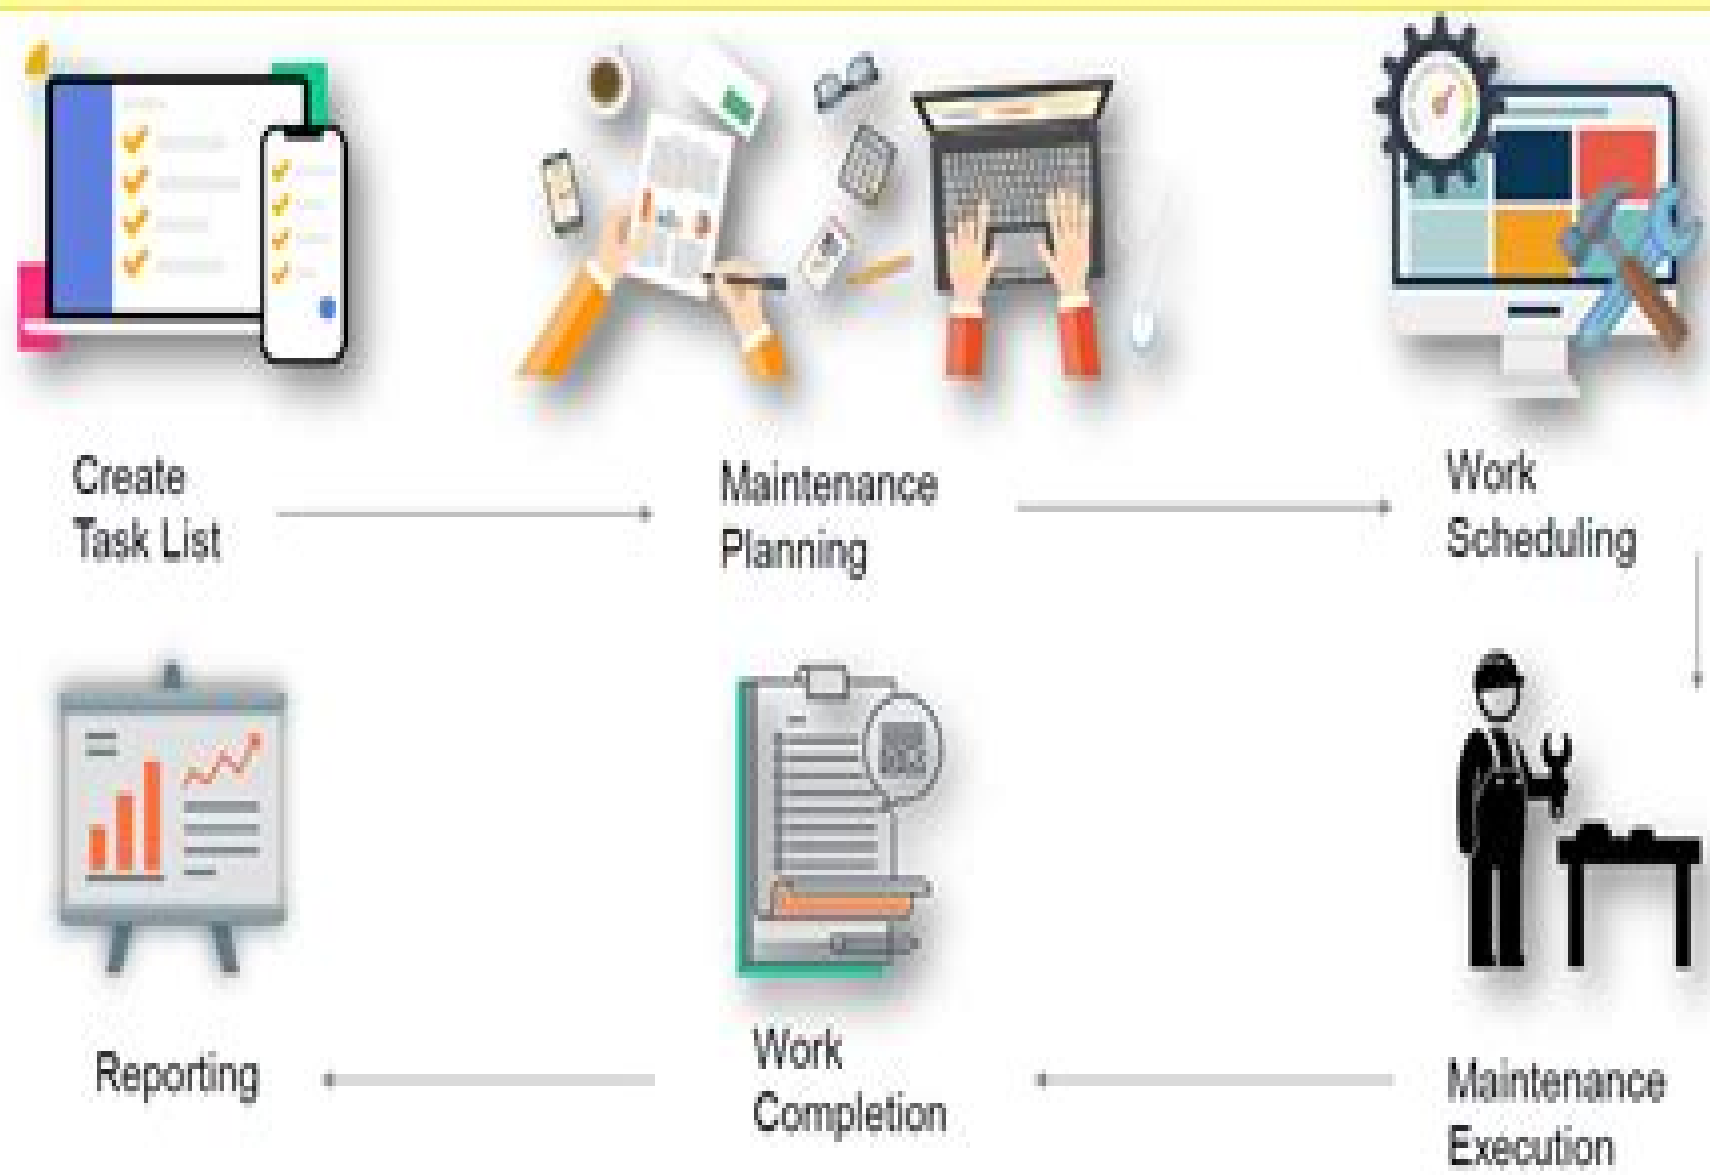 Create
Task List
Maintenance
Planning
Work
Scheduling
Maintenance
Execution
Work
Completion
Reporting